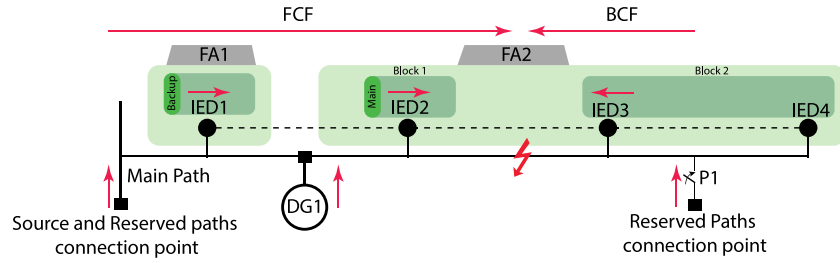 FCF
BCF
FA1
FA2
Block 1
Block 2
Backup
IED1
Main
IED2
IED3
IED4
Main Path
P1
DG1
Source and Reserved paths
connection point
Reserved Paths
connection point